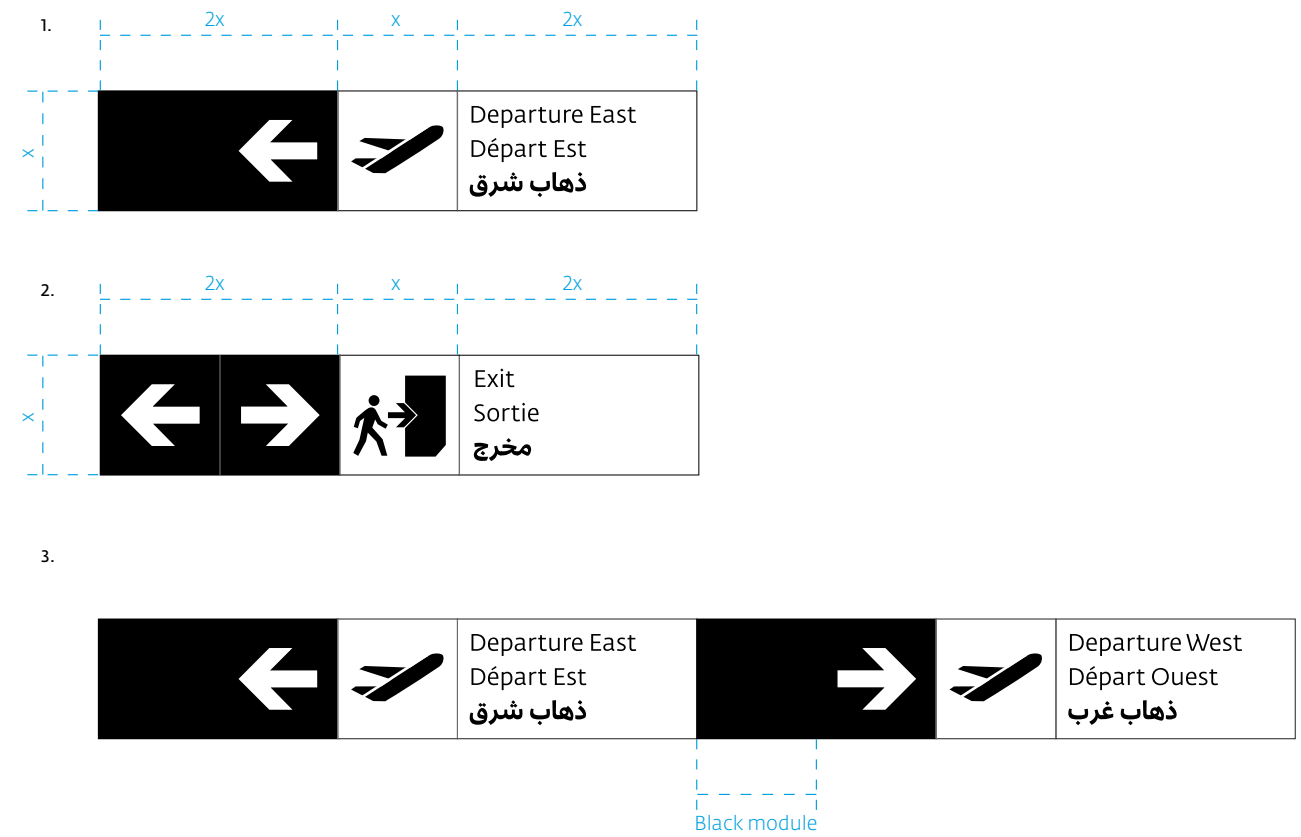 1.
2x
x
2x
x
Departure East
Départ Est
ذهاب شرق
2.
2x
x
2x
x
Exit
Sortie
مخرج
3.
Departure East
Départ Est
ذهاب شرق
Departure West
Départ Ouest
ذهاب غرب
Black module